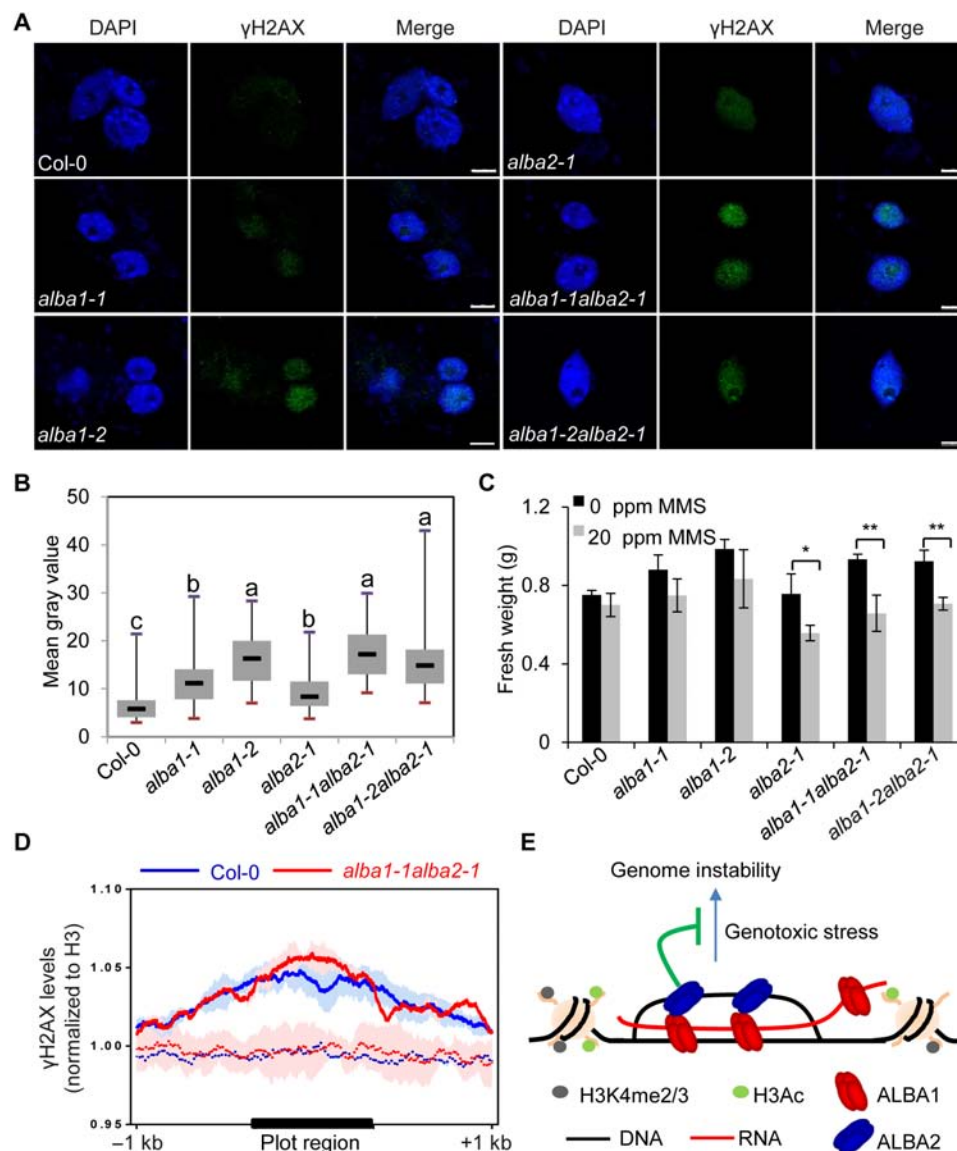 A
DAPI γH2AX Merge DAPI γH2AX Merge
Col-0 alba2-1
alba1-1 alba1-1alba2-1
alba1-2 alba1-2alba2-1
B
Mean gray value
50
40
30
20
10
0
c b a b a a
Col-0 alba1-1 alba1-2 alba2-1 alba1-1alba2-1 alba1-2alba2-1
C
Fresh weight (g)
1.2
0.8
0.4
0
0 ppm MMS
20 ppm MMS
* ** **
Col-0 alba1-1 alba1-2 alba2-1 alba1-1alba2-1 alba1-2alba2-1
D
Col-0 alba1-1alba2-1
γH2AX levels
(normalized to H3)
1.10
1.05
1.00
0.95
−1 kb Plot region +1 kb
E
Genome instability
Genotoxic stress
H3K4me2/3 H3Ac ALBA1
DNA RNA ALBA2